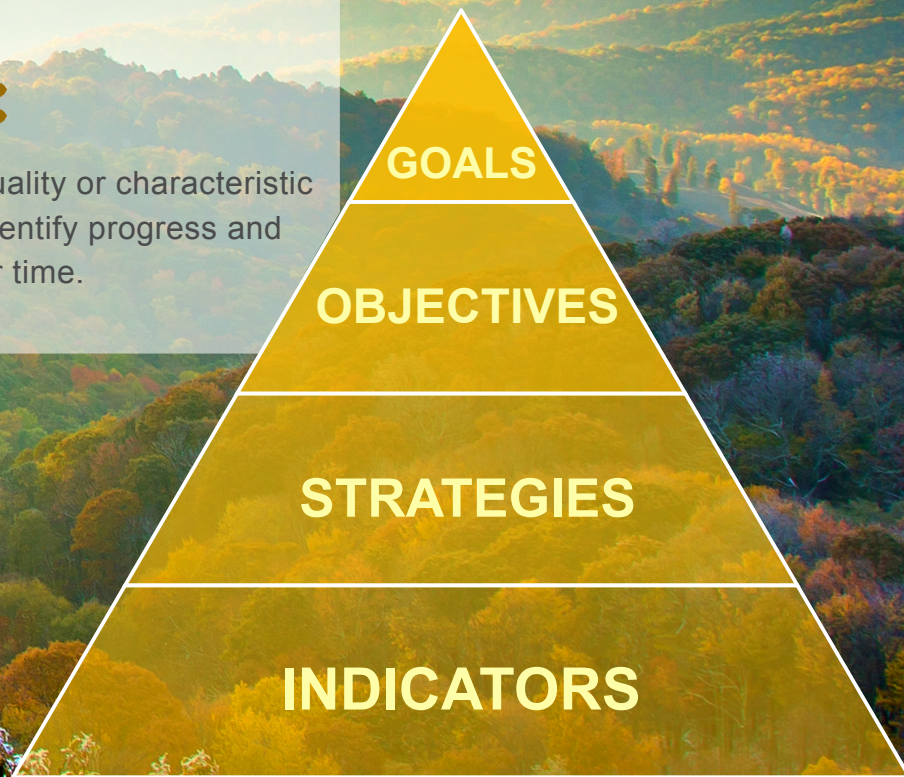 uality or characteristic
entify progress and
r time.
GOALS
OBJECTIVES
STRATEGIES
INDICATORS